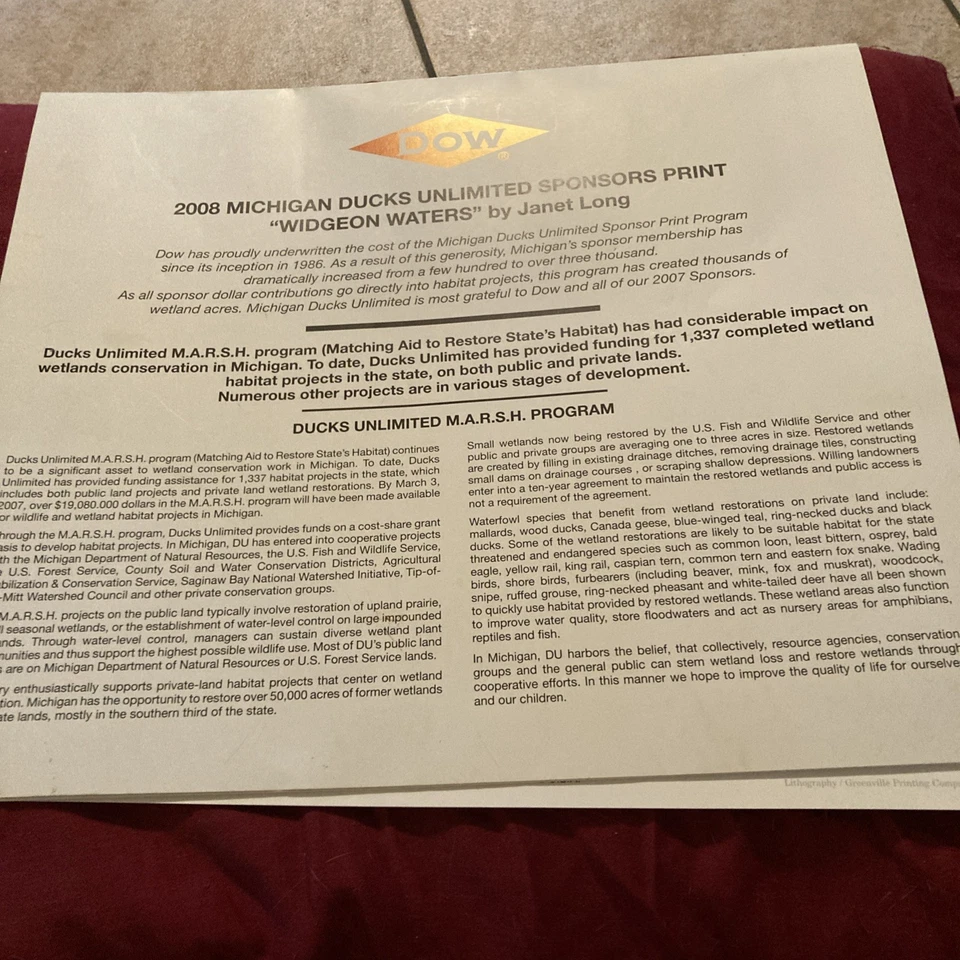 DOW
®
2008 MICHIGAN DUCKS UNLIMITED SPONSORS PRINT
“WIDGEON WATERS” by Janet Long
Dow has proudly underwritten the cost of the Michigan Ducks Unlimited Sponsor Print Program
since its inception in 1986. As a result of this generosity, Michigan’s sponsor membership has
dramatically increased from a few hundred to over three thousand.
As all sponsor dollar contributions go directly into habitat projects, this program has created thousands of
wetland acres. Michigan Ducks Unlimited is most grateful to Dow and all of our 2007 Sponsors.
Ducks Unlimited M.A.R.S.H. program (Matching Aid to Restore State’s Habitat) has had considerable impact on
wetlands conservation in Michigan. To date, Ducks Unlimited has provided funding for 1,337 completed wetland
habitat projects in the state, on both public and private lands.
Numerous other projects are in various stages of development.
DUCKS UNLIMITED M.A.R.S.H. PROGRAM
Ducks Unlimited M.A.R.S.H. program (Matching Aid to Restore State’s Habitat) continues
to be a significant asset to wetland conservation work in Michigan. To date, Ducks
Unlimited has provided funding assistance for 1,337 habitat projects in the state, which
includes both public land projects and private land wetland restorations. By March 3,
2007, over $19,080.000 dollars in the M.A.R.S.H. program will have been made available
or wildlife and wetland habitat projects in Michigan.
hrough the M.A.R.S.H. program, Ducks Unlimited provides funds on a cost-share grant
asis to develop habitat projects. In Michigan, DU has entered into cooperative projects
th the Michigan Department of Natural Resources, the U.S. Fish and Wildlife Service,
U.S. Forest Service, County Soil and Water Conservation Districts, Agricultural
bilization & Conservation Service, Saginaw Bay National Watershed Initiative, Tip-of-
-Mitt Watershed Council and other private conservation groups.
M.A.R.S.H. projects on the public land typically involve restoration of upland prairie,
l seasonal wetlands, or the establishment of water-level control on large impounded
nds. Through water-level control, managers can sustain diverse wetland plant
munities and thus support the highest possible wildlife use. Most of DU’s public land
s are on Michigan Department of Natural Resources or U.S. Forest Service lands.
ry enthusiastically supports private-land habitat projects that center on wetland
tion. Michigan has the opportunity to restore over 50,000 acres of former wetlands
ate lands, mostly in the southern third of the state.
Small wetlands now being restored by the U.S. Fish and Wildlife Service and other
public and private groups are averaging one to three acres in size. Restored wetlands
are created by filling in existing drainage ditches, removing drainage tiles, constructing
small dams on drainage courses , or scraping shallow depressions. Willing landowners
enter into a ten-year agreement to maintain the restored wetlands and public access is
not a requirement of the agreement.
Waterfowl species that benefit from wetland restorations on private land include:
mallards, wood ducks, Canada geese, blue-winged teal, ring-necked ducks and black
ducks. Some of the wetland restorations are likely to be suitable habitat for the state
threatened and endangered species such as common loon, least bittern, osprey, bald
eagle, yellow rail, king rail, caspian tern, common tern and eastern fox snake. Wading
birds, shore birds, furbearers (including beaver, mink, fox and muskrat), woodcock,
snipe, ruffed grouse, ring-necked pheasant and white-tailed deer have all been shown
to quickly use habitat provided by restored wetlands. These wetland areas also function
to improve water quality, store floodwaters and act as nursery areas for amphibians,
reptiles and fish.
In Michigan, DU harbors the belief, that collectively, resource agencies, conservation
groups and the general public can stem wetland loss and restore wetlands through
cooperative efforts. In this manner we hope to improve the quality of life for ourselve
and our children.
Lithography / Greenville Printing Comp